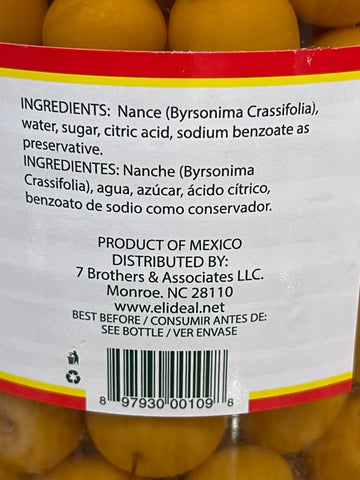 INGREDIENTS: Nance (Byrsonima Crassifolia),
water, sugar, citric acid, sodium benzoate as
preservative.
INGREDIENTES: Nanche (Byrsonima
Crassifolia), agua, azúcar, ácido cítrico,
benzoato de sodio como conservador.
PRODUCT OF MEXICO
DISTRIBUTED BY:
7 Brothers & Associates LLC.
Monroe. NC 28110
www.elideal.net
BEST BEFORE / CONSUMIR ANTES DE:
SEE BOTTLE / VER ENVASE
8 97930 00109 8